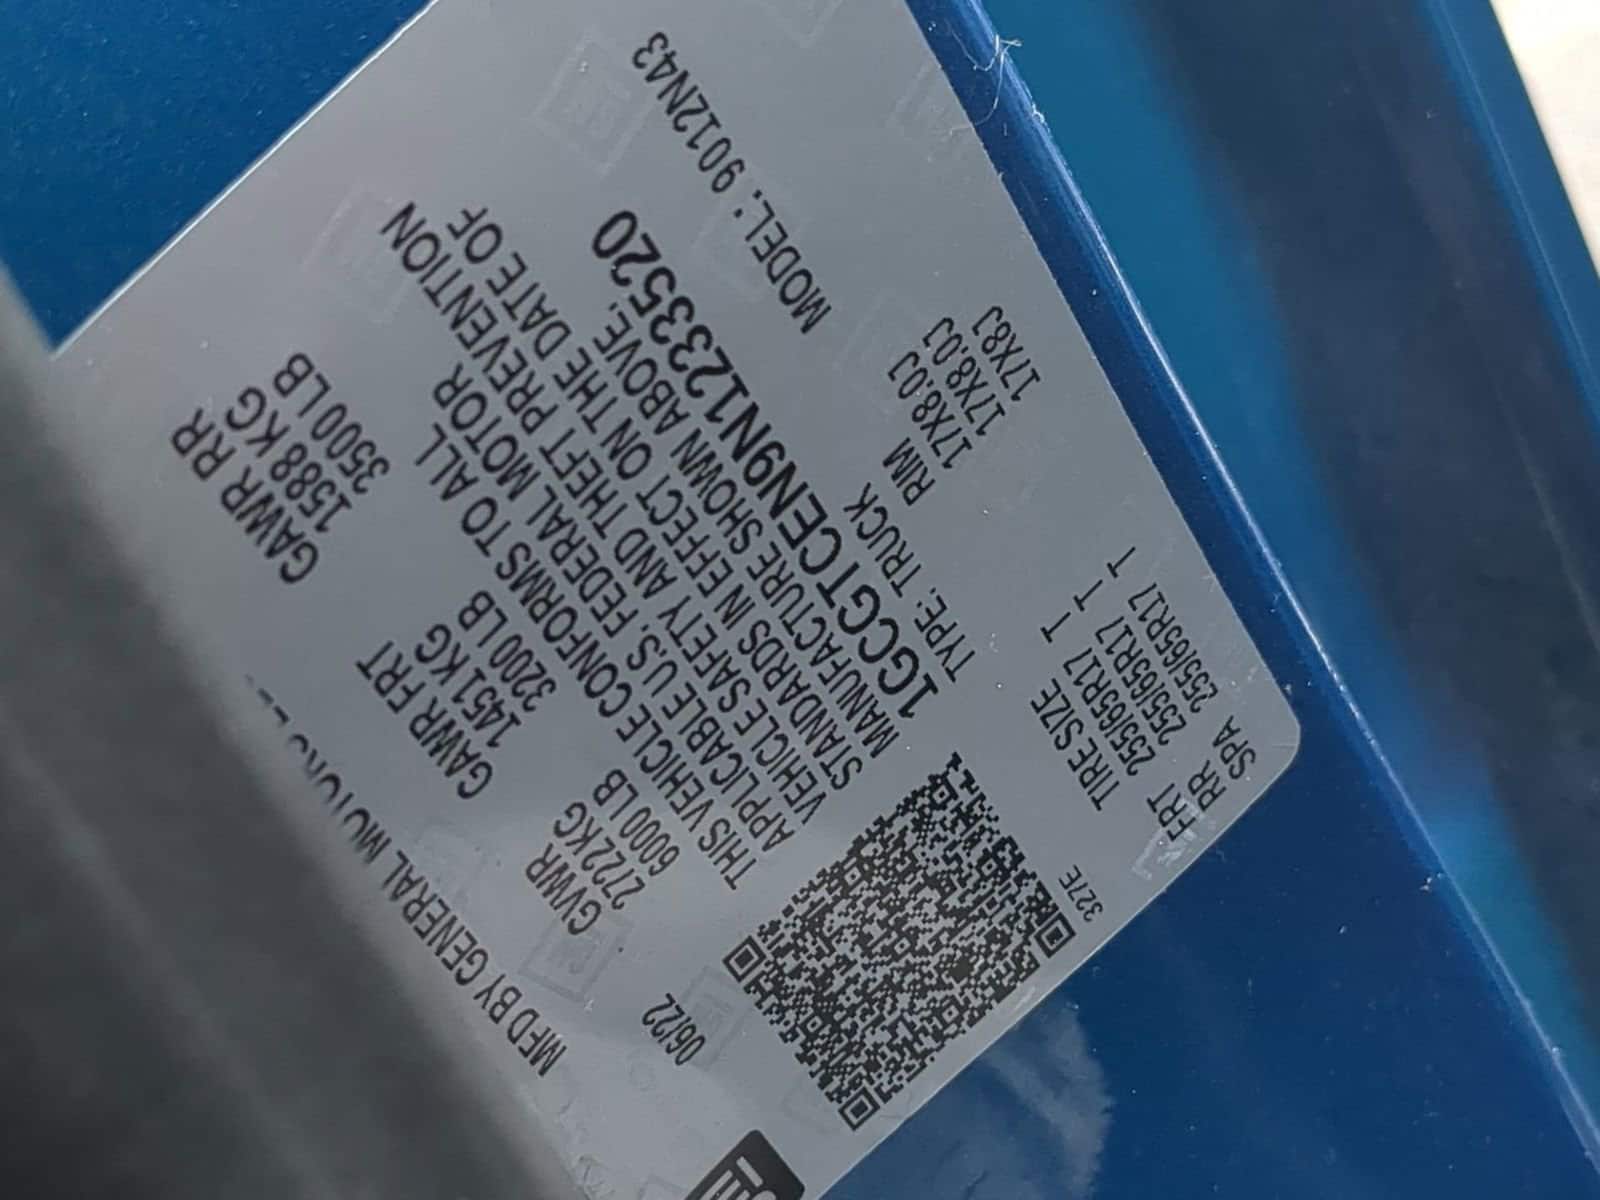 MFD BY GENERAL MOTORS
06/22 GVWR GAWR FRT GAWR RR
2722 KG 1451 KG 1588 KG
6000 LB 3200 LB 3500 LB
THIS VEHICLE CONFORMS TO ALL
APPLICABLE U.S. FEDERAL MOTOR
VEHICLE SAFETY AND THEFT PREVENTION
STANDARDS IN EFFECT ON THE DATE OF
MANUFACTURE SHOWN ABOVE.
1GCGTCEN9N1233520
TYPE: TRUCK MODEL: 9012N43
TIRE SIZE RIM
FRT 255/65R17 T 17X8.0J
RR 255/65R17 T 17X8.0J
SPA 255/65R17 T 17X8J
327E
gm